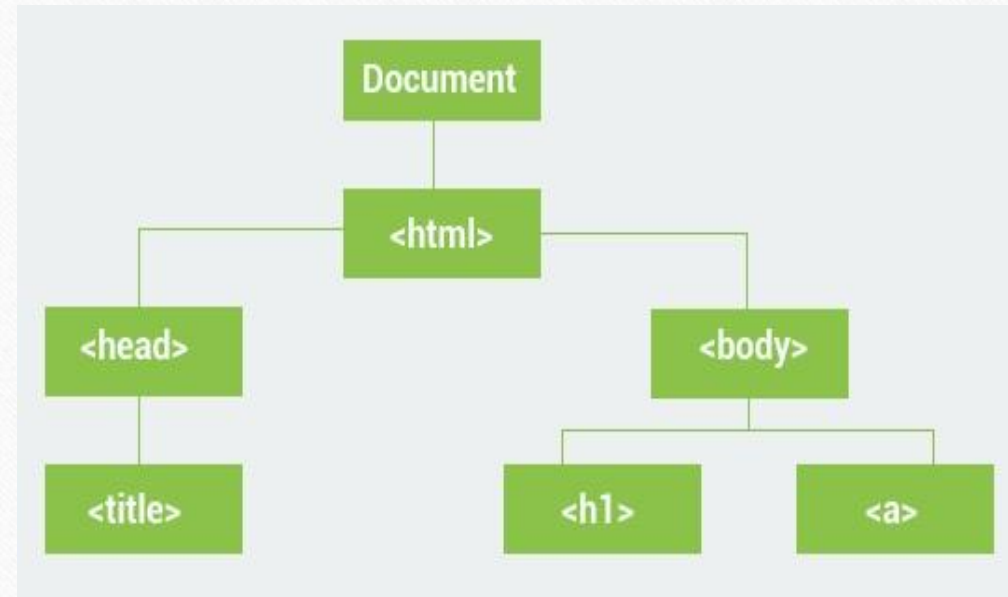 Document
<html>
<head>
<body>
<title>
<h1>
<a>